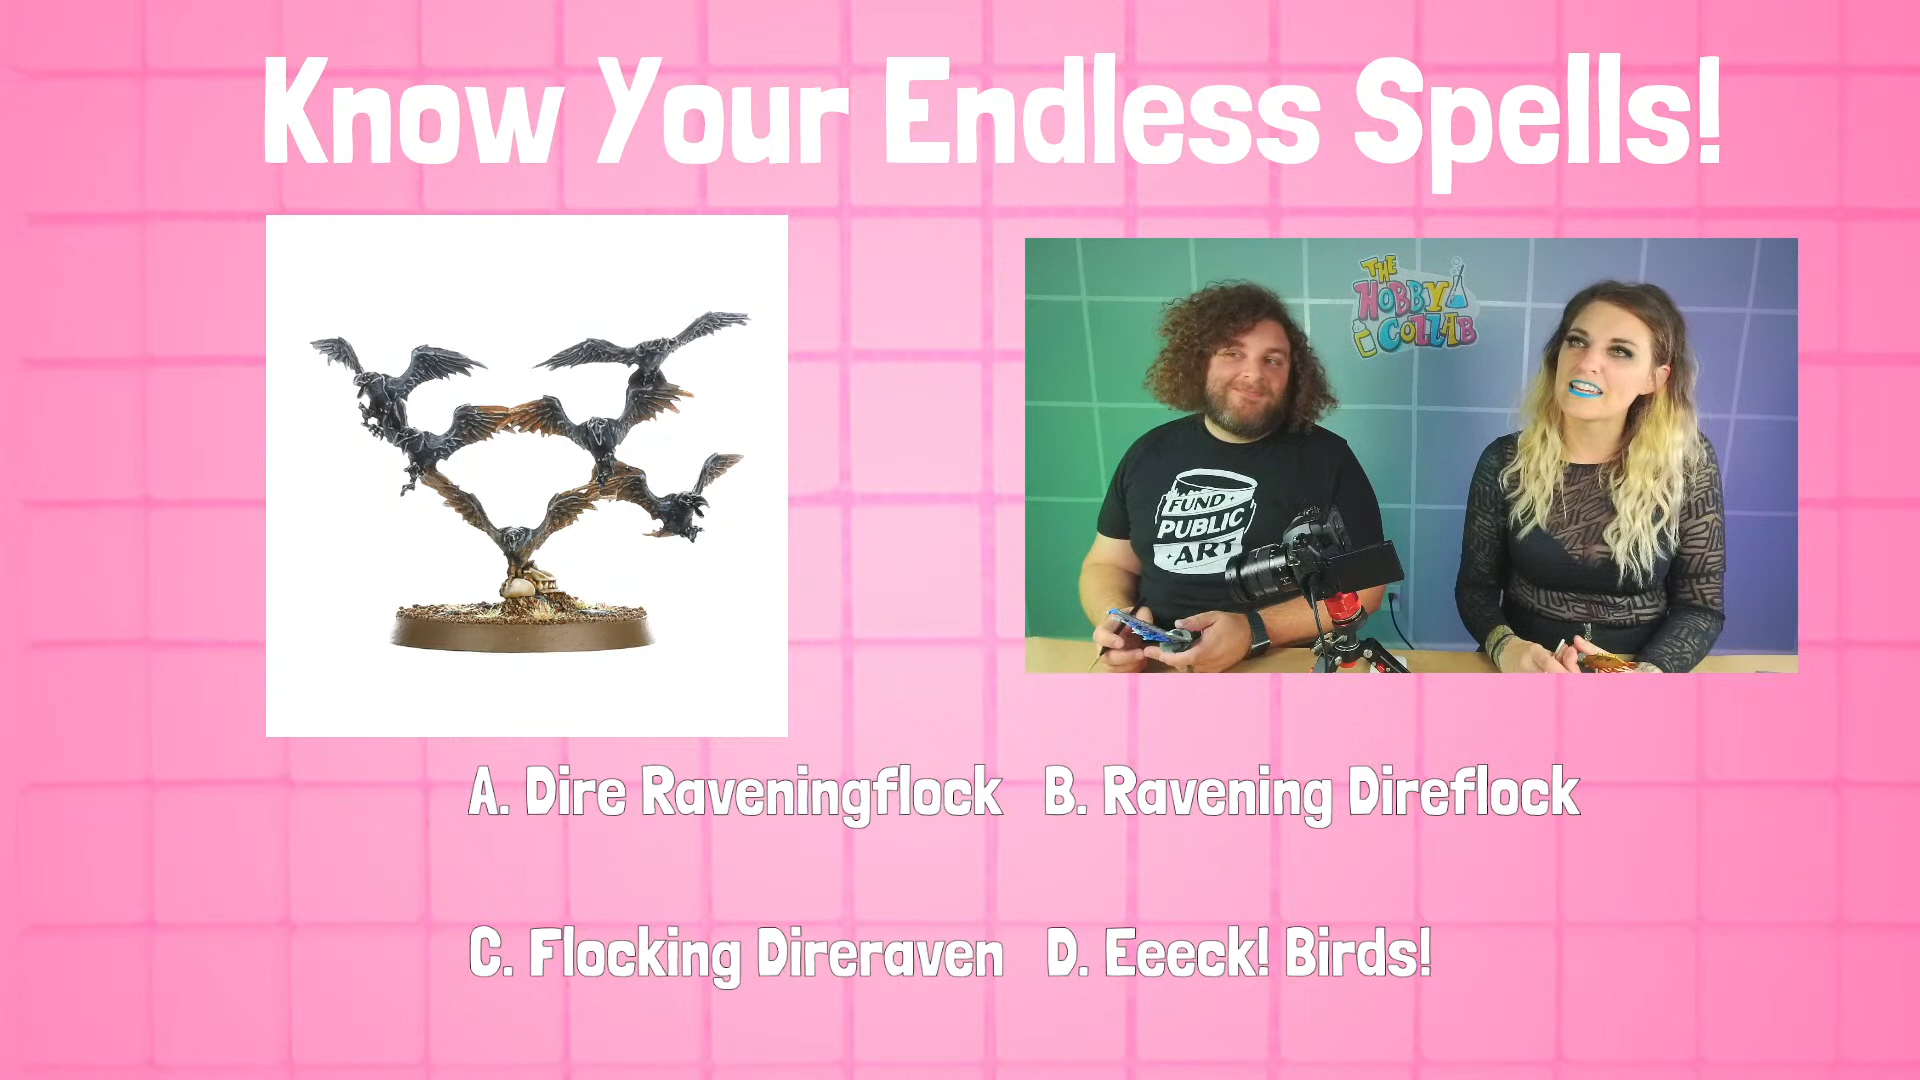 Know Your Endless Spells!
THE
HOBBY
COLLAB
FUND
PUBLIC
ART
A. Dire Raveningflock
B. Ravening Direflock
C. Flocking Direraven
D. Eeeck! Birds!